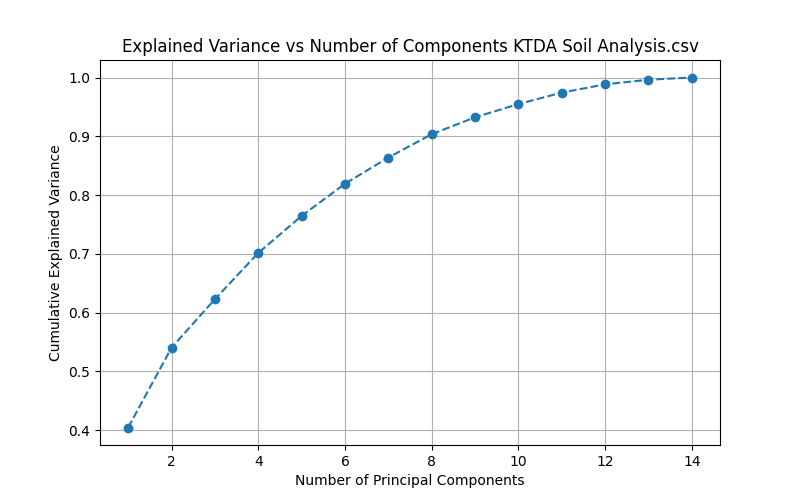 Explained Variance vs Number of Components KTDA Soil Analysis.csv
Cumulative Explained Variance
1.0
0.9
0.8
0.7
0.6
0.5
0.4
2 4 6 8 10 12 14
Number of Principal Components